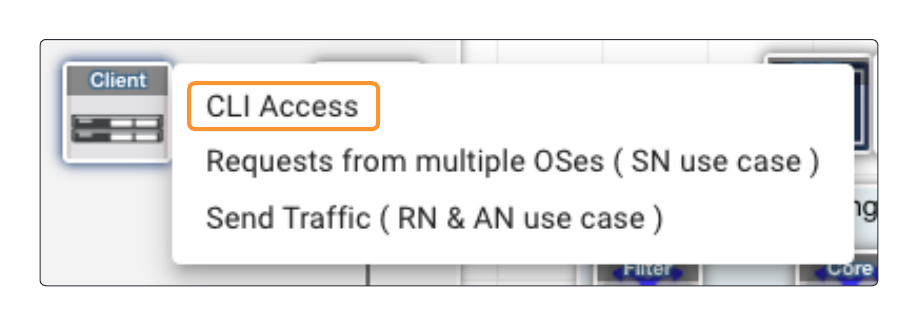 Client
CLI Access
Requests from multiple OSes ( SN use case )
Send Traffic ( RN & AN use case )
ng
Filter
Core